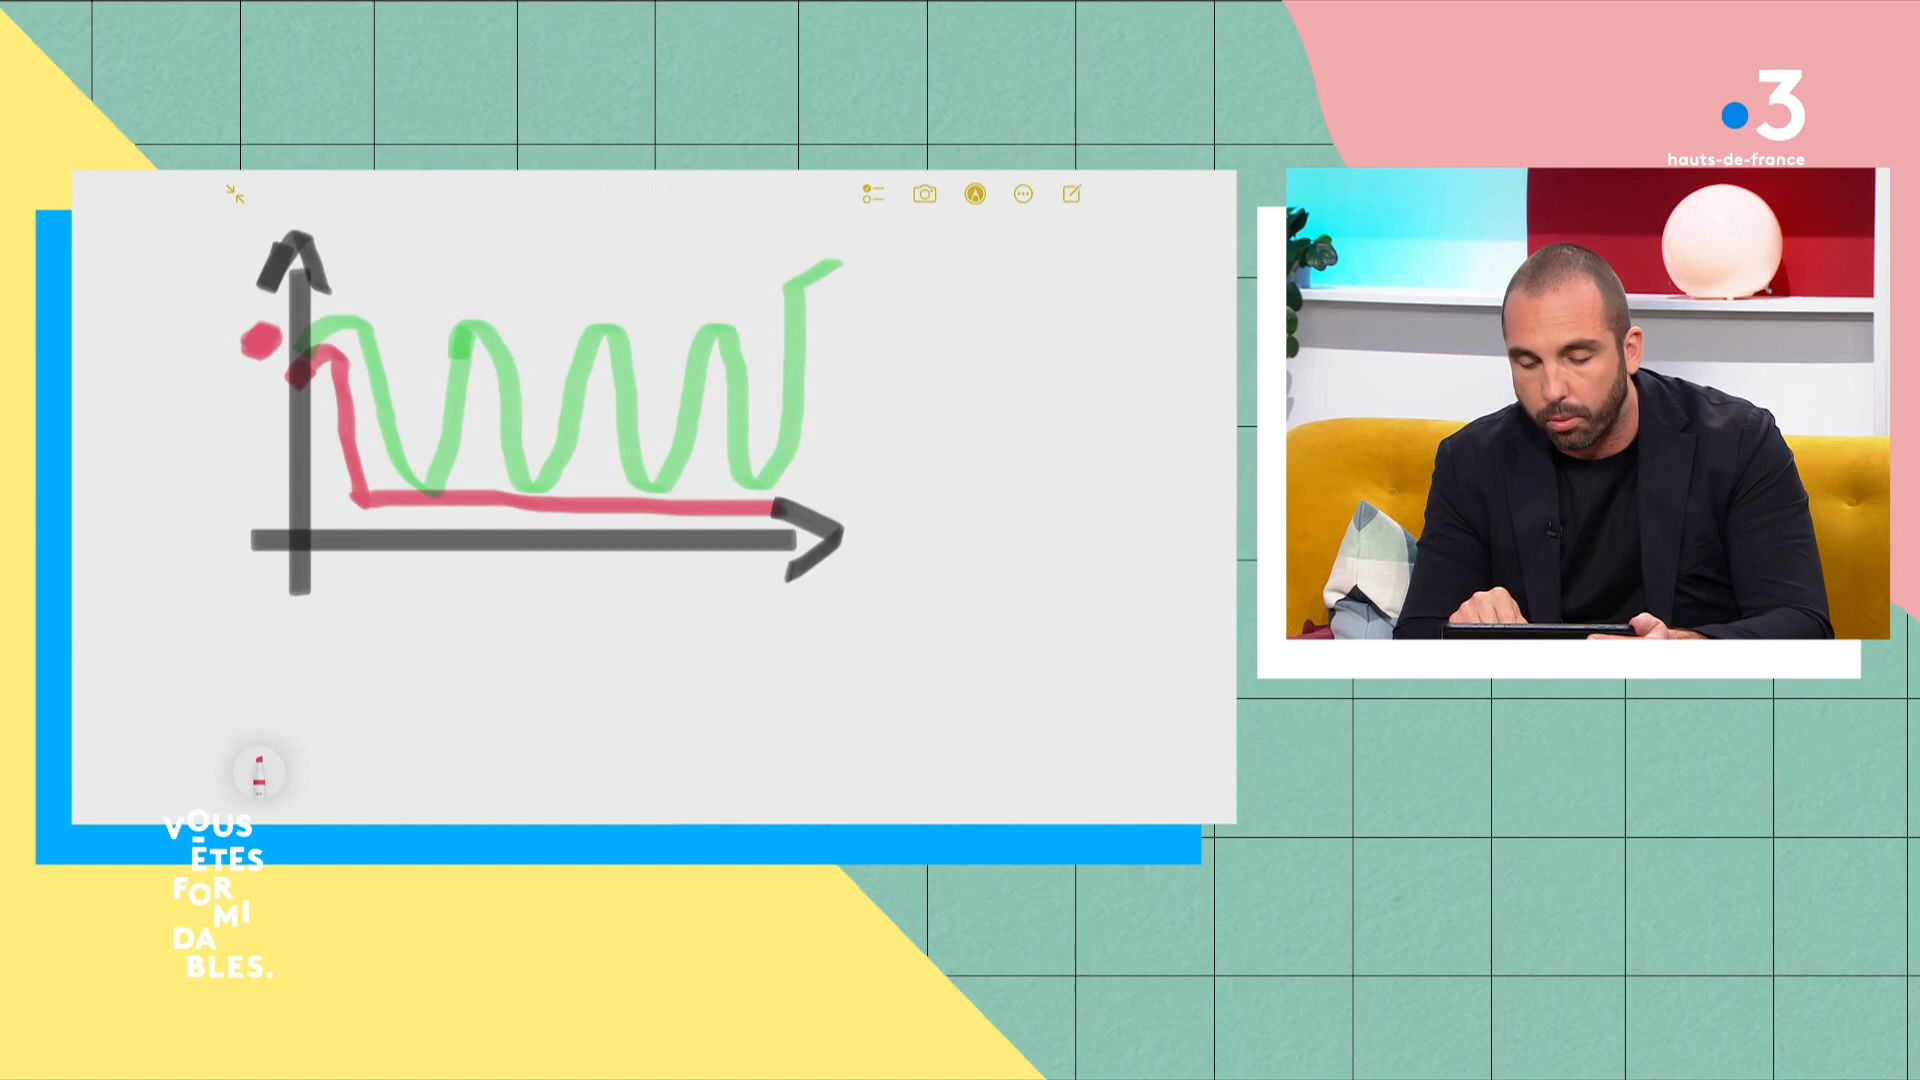 3
hauts-de-france
VOUS
ÊTES
FOR
MI
DA
BLES.